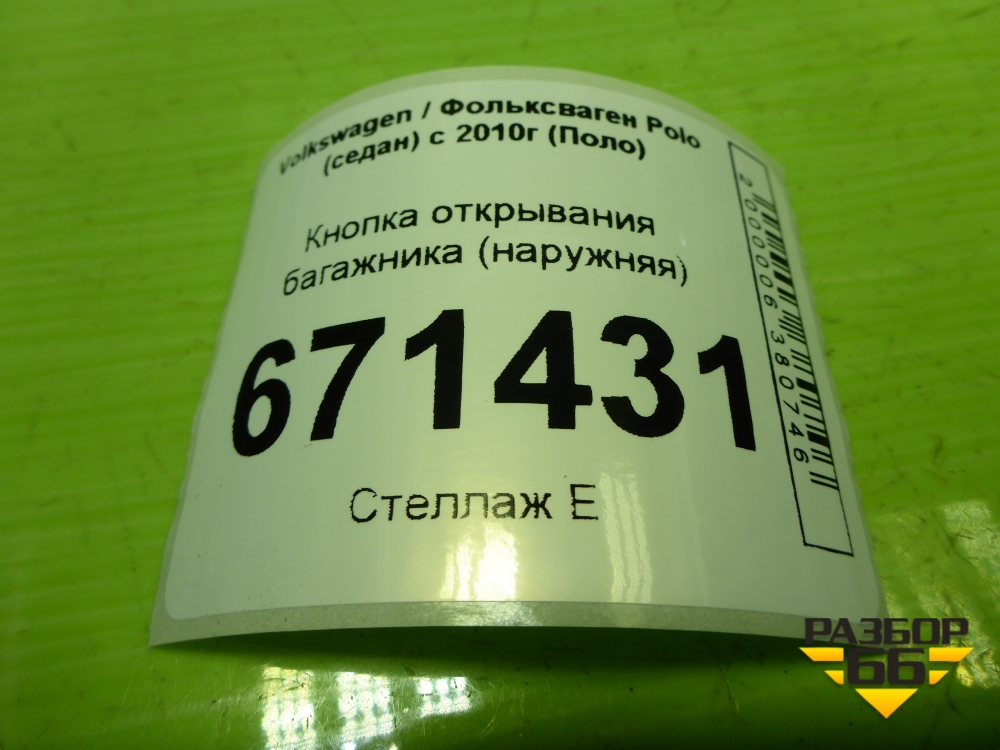 Volkswagen / Фольксваген Polo
(седан) с 2010г (Поло)
Кнопка открывания
багажника (наружняя)
671431
Стеллаж Е
2000006380746
РАЗБОР
66